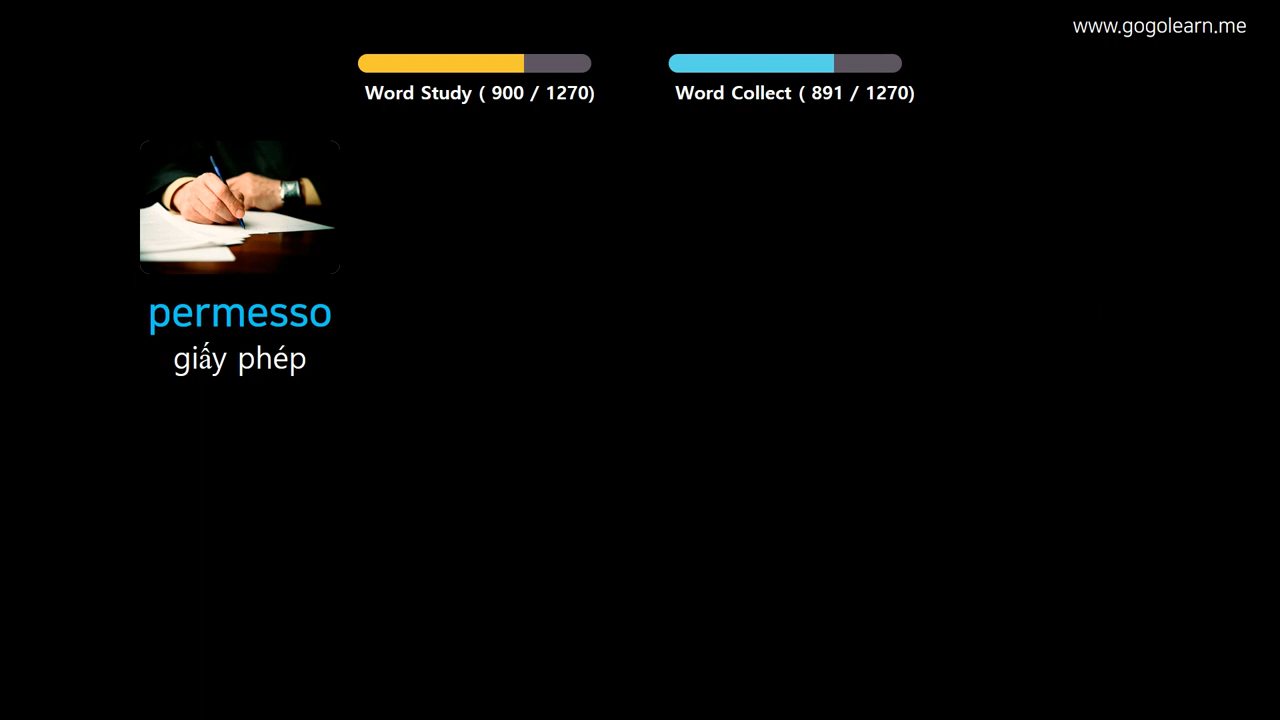 www.gogolearn.me
Word Study ( 900 / 1270)
Word Collect ( 891 / 1270)
permesso
giấy phép